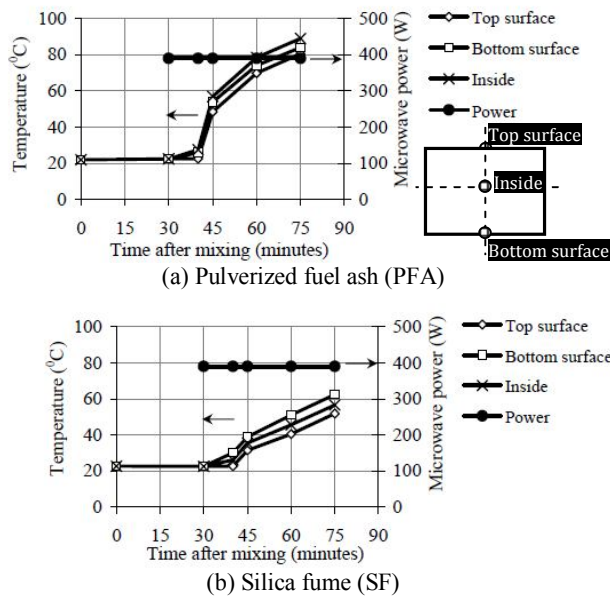 100
80
60
40
20
0
Temperature (⁰C)
500
400
300
200
100
0
Microwave power (W)
0 15 30 45 60 75 90
Time after mixing (minutes)
Top surface
Bottom surface
Inside
Power
Top surface
Inside
Bottom surface
(a) Pulverized fuel ash (PFA)
100
80
60
40
20
0
Temperature (⁰C)
500
400
300
200
100
0
Microwave power (W)
0 15 30 45 60 75 90
Time after mixing (minutes)
Top surface
Bottom surface
Inside
Power
(b) Silica fume (SF)